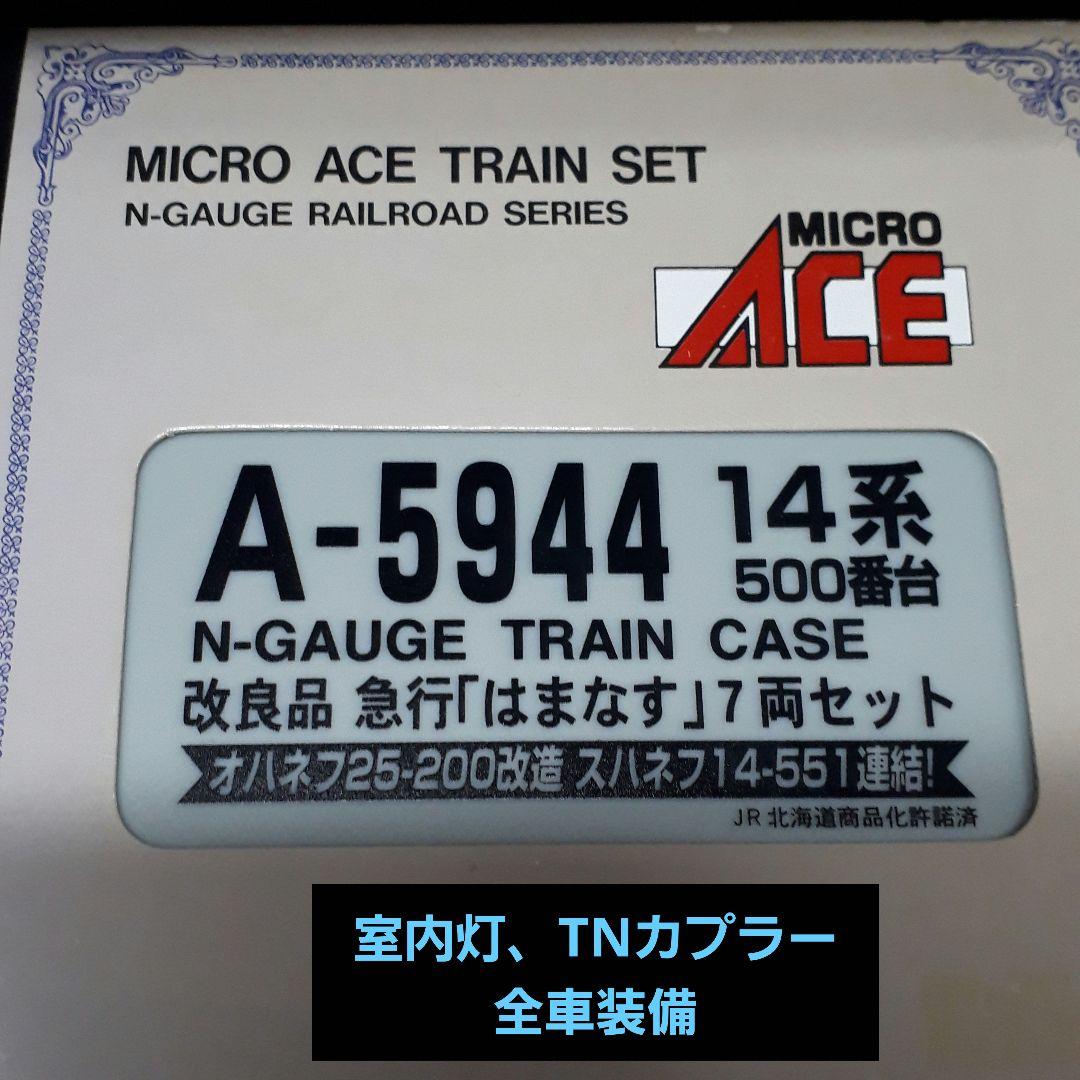 MICRO ACE TRAIN SET
N-GAUGE RAILROAD SERIES
MICRO
ACE
A-5944 14系
500番台
N-GAUGE TRAIN CASE
改良品 急行「はまなす」7両セット
オハネフ25-200改造 スハネフ14-551連結!
JR北海道商品化許諾済
室内灯、TNカプラー
全車装備